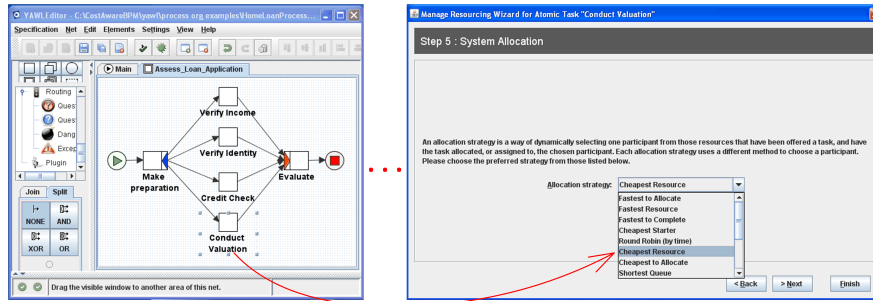 YAWLEditor - C:\CostAwareBPM\yawl\process org examples\HomeLoanProcess...
Specification Net Edit Elements Settings View Help
Main
Assess_Loan_Application
Routing
Ques
Ques
Dang
Excep
Plugin
Join
Split
NONE
AND
XOR
OR
Verify Income
Verify Identity
Make
preparation
Credit Check
Evaluate
Conduct
Valuation
Drag the visible window to another area of this net.
Manage Resourcing Wizard for Atomic Task "Conduct Valuation"
Step 5 : System Allocation
An allocation strategy is a way of dynamically selecting one participant from those resources that have been offered a task, and have
the task allocated, or assigned to, the chosen participant. Each allocation strategy uses a different method to choose a participant.
Please choose the preferred strategy from those listed below.
Allocation strategy: Cheapest Resource
Fastest to Allocate
Fastest Resource
Fastest to Complete
Cheapest Starter
Round Robin (by time)
Cheapest Resource
Cheapest to Allocate
Shortest Queue
< Back
> Next
Finish